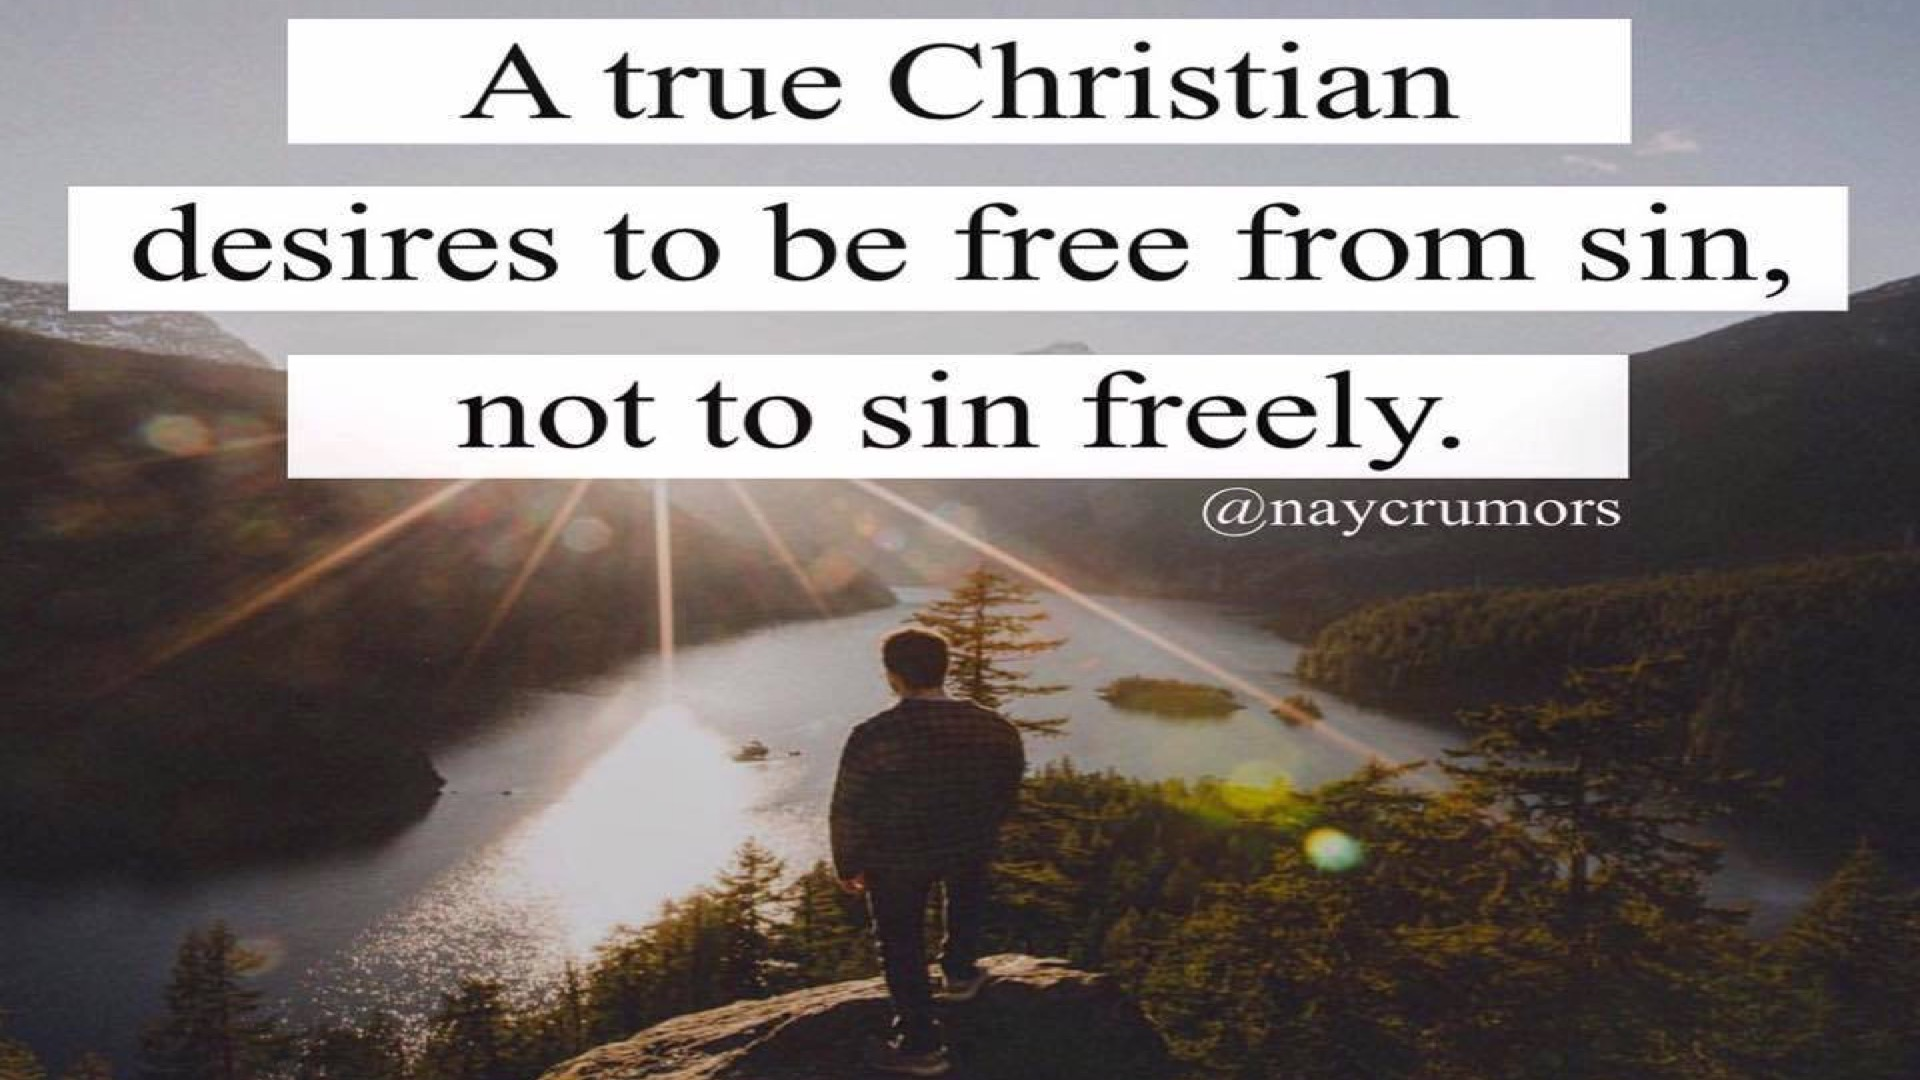 A true Christian
desires to be free from sin,
not to sin freely.
@naycrumors